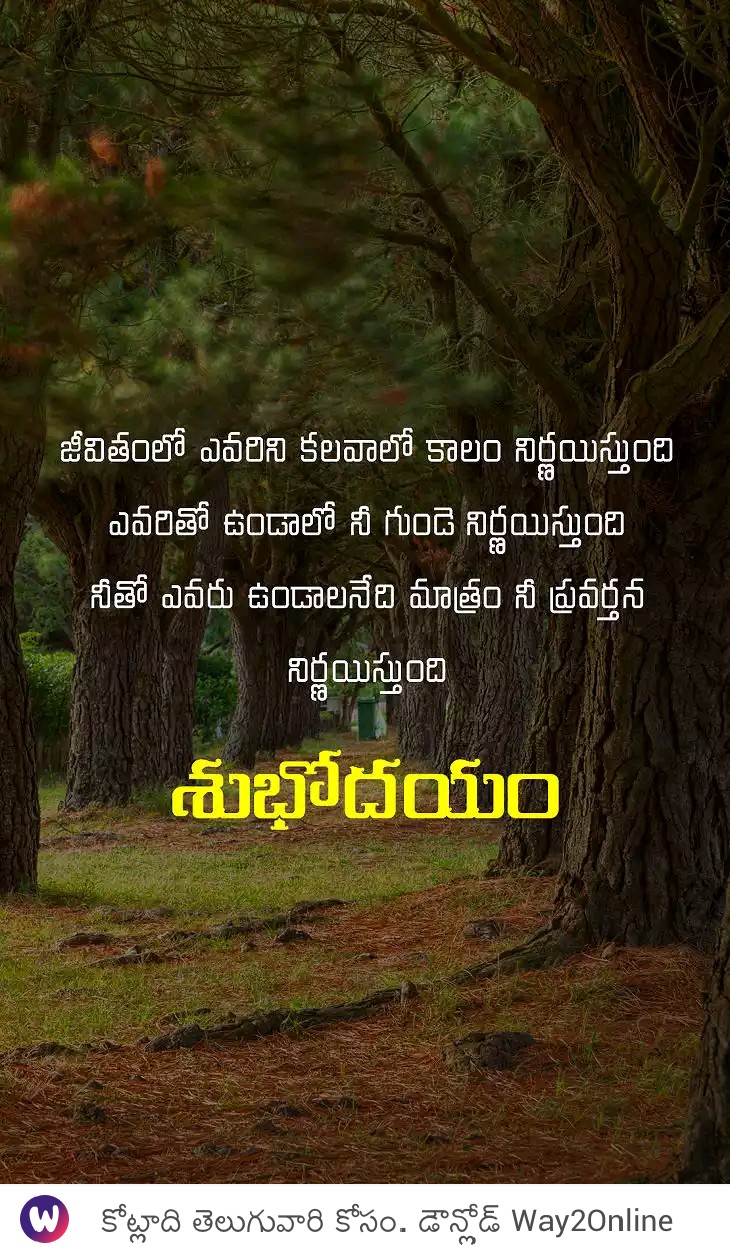 జీవితంలో ఎవరిని కలవాలో కాలం నిర్ణయిస్తుంది
ఎవరితో ఉండాలో నీ గుండె నిర్ణయిస్తుంది
నీతో ఎవరు ఉండాలనేది మాత్రం నీ ప్రవర్తన
నిర్ణయిస్తుంది
శుభోదయం
కోట్లాది తెలుగువారి కోసం. డౌన్లోడ్ Way2Online